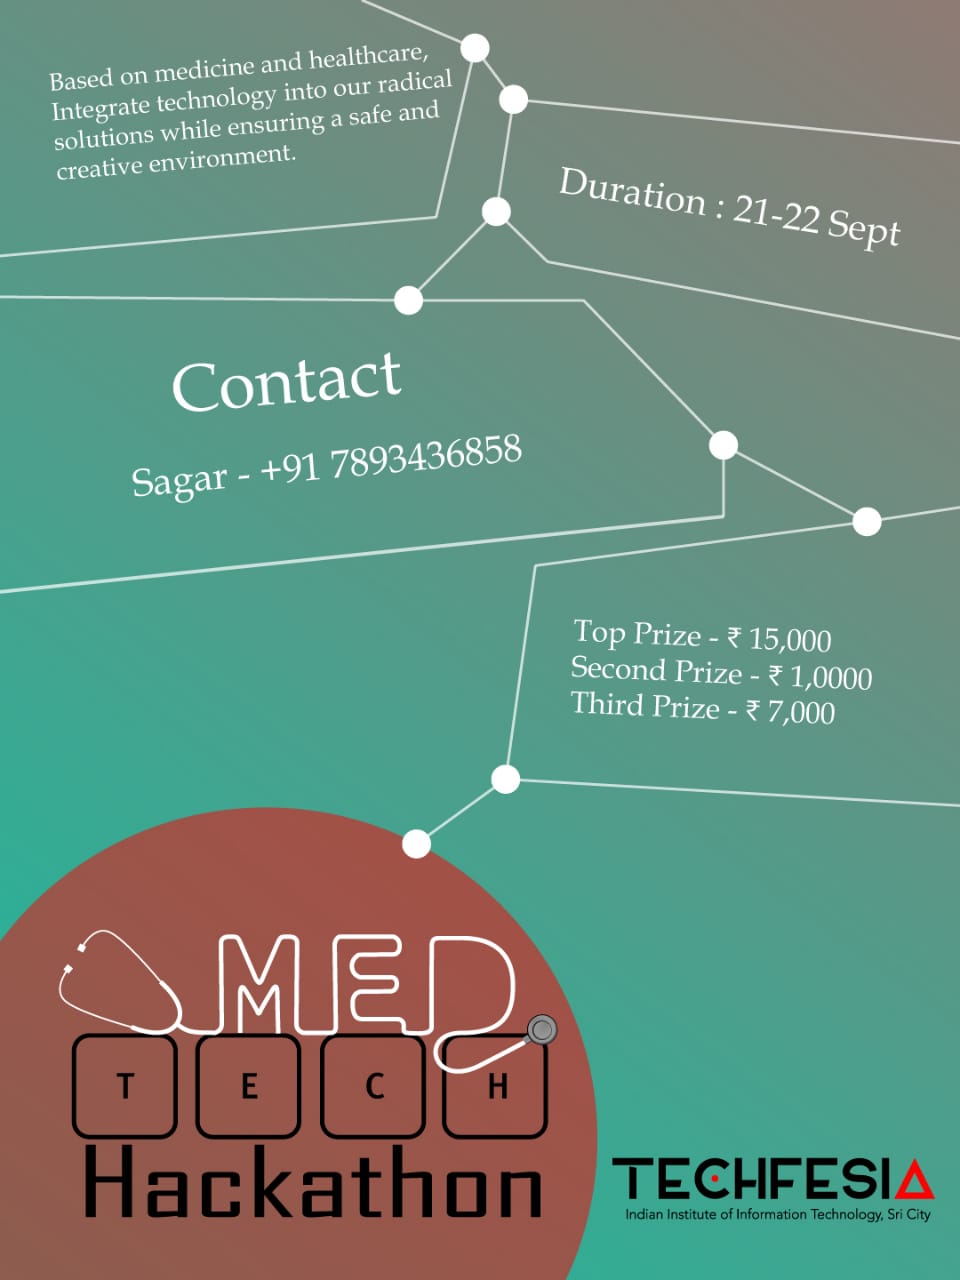 Based on medicine and healthcare,
Integrate technology into our radical
solutions while ensuring a safe and
creative environment.
Duration : 21-22 Sept
Contact
Sagar - +91 7893436858
Top Prize - ₹ 15,000
Second Prize - ₹ 1,0000
Third Prize - ₹ 7,000
MED
TECH
Hackathon
TECHFESIA
Indian Institute of Information Technology, Sri City